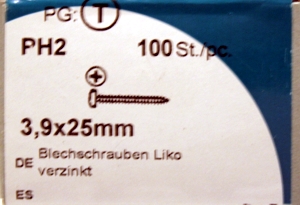 PG: T
PH2 100 St./pc.
3,9x25mm
DE Blechschrauben Liko
verzinkt
ES